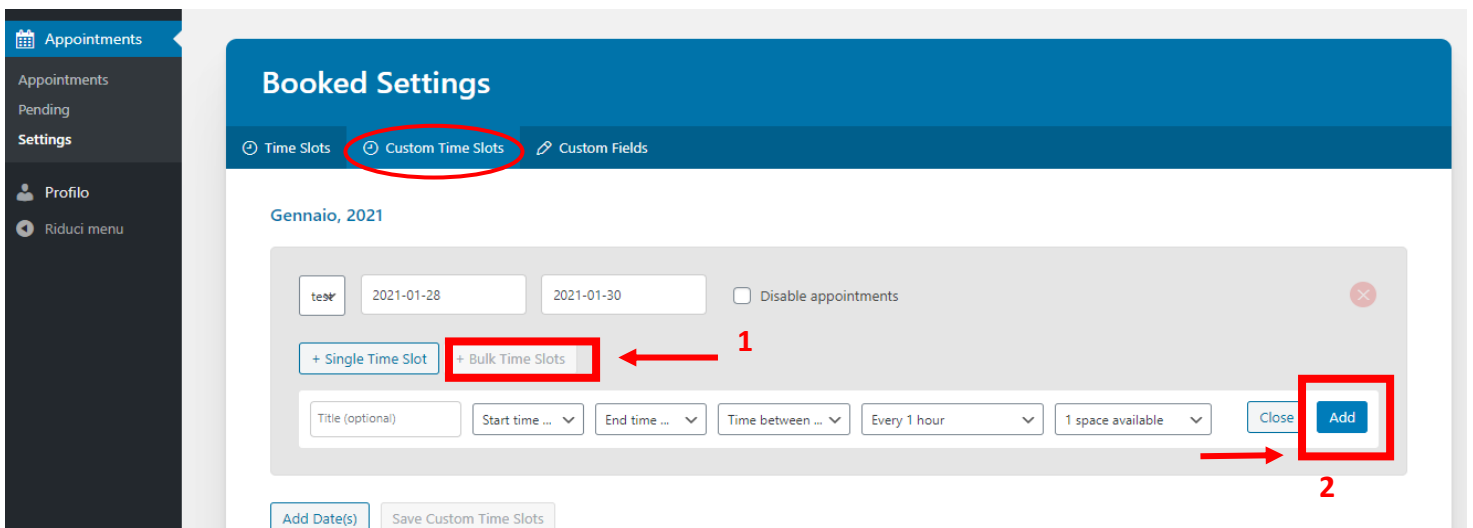 Appointments
Appointments
Pending
Settings
Profilo
Riduci menu
Booked Settings
Time Slots Custom Time Slots Custom Fields
Gennaio, 2021
2021-01-28 2021-01-30 Disable appointments
1
+ Single Time Slot + Bulk Time Slots
Title (optional) Start time ... End time ... Time between ... Every 1 hour 1 space available Close Add
2
Add Date(s) Save Custom Time Slots